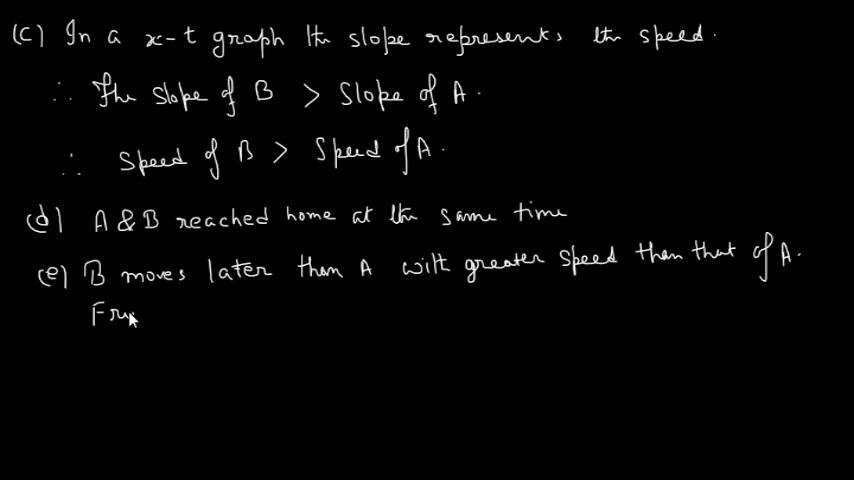 (c) In a x-t graph the slope represents the speed.
∴ The slope of B > Slope of A.
∴ Speed of B > Speed of A.
(d) A & B reached home at the same time
(e) B moves later than A with greater speed than that of A.
Fr